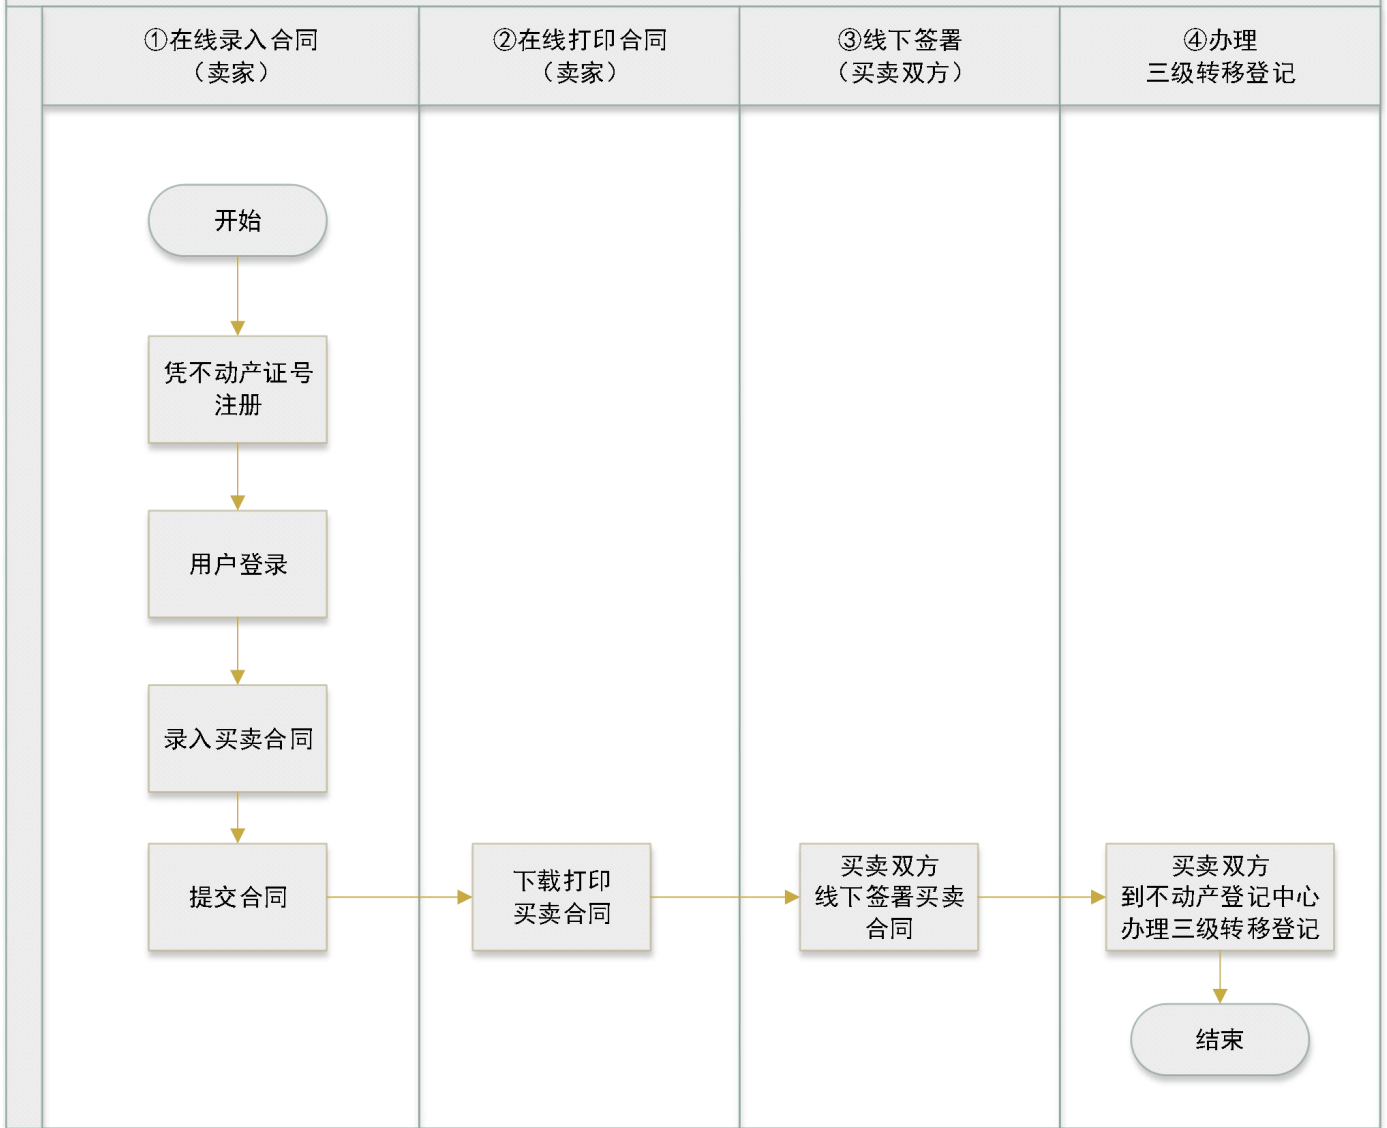 ①在线录入合同
（卖家）
②在线打印合同
（卖家）
③线下签署
（买卖双方）
④办理
三级转移登记
开始
凭不动产证号
注册
用户登录
录入买卖合同
提交合同
下载打印
买卖合同
买卖双方
线下签署买卖
合同
买卖双方
到不动产登记中心
办理三级转移登记
结束